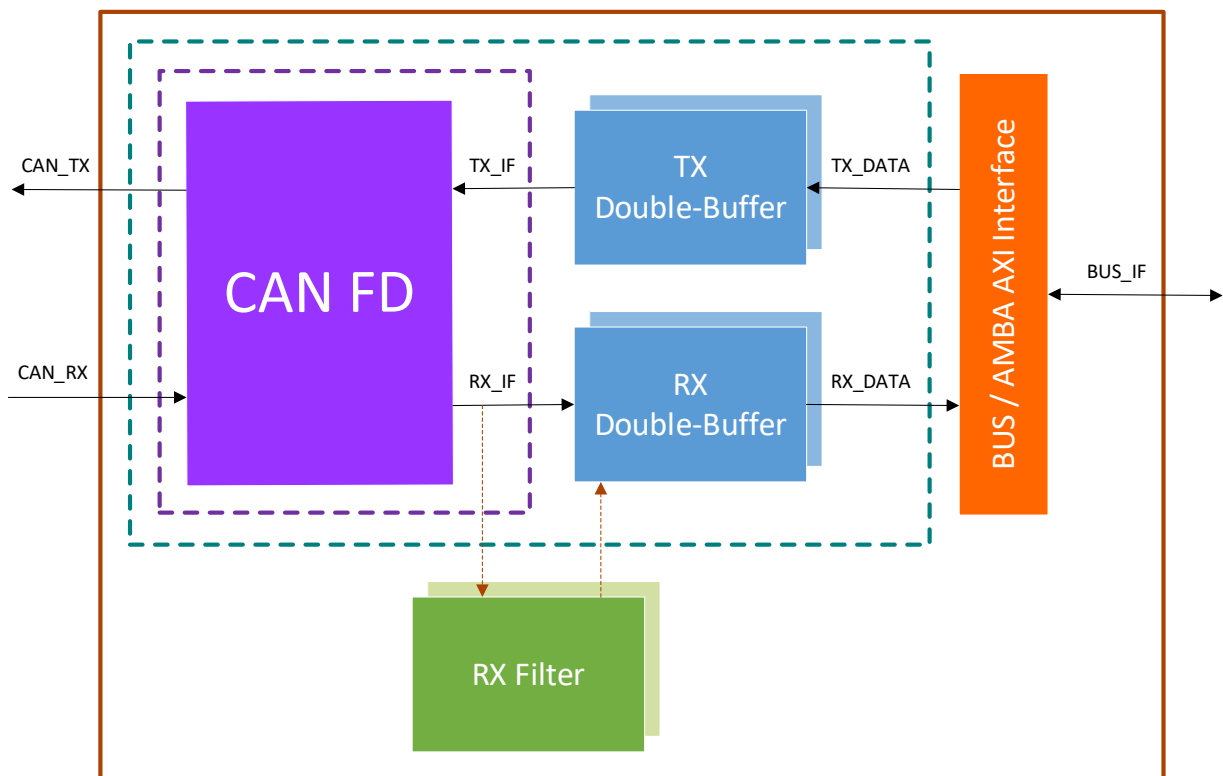 CAN_TX
TX_IF
TX
Double-Buffer
TX_DATA
CAN FD
BUS / AMBA AXI Interface
BUS_IF
CAN_RX
RX_IF
RX
Double-Buffer
RX_DATA
RX Filter